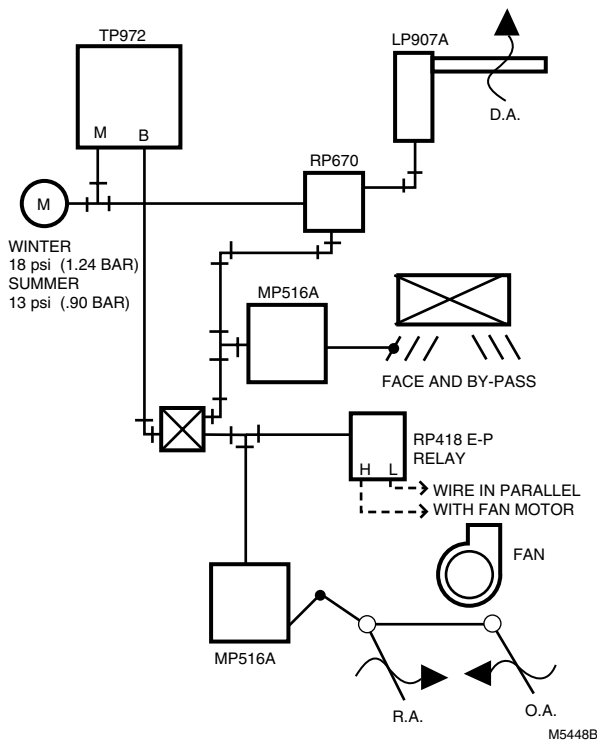 TP972
LP907A
M B
D.A.
RP670
M
WINTER
18 psi (1.24 BAR)
SUMMER
13 psi (.90 BAR)
MP516A
FACE AND BY-PASS
RP418 E-P
RELAY
H L
WIRE IN PARALLEL
WITH FAN MOTOR
FAN
MP516A
R.A.
O.A.
M5448B